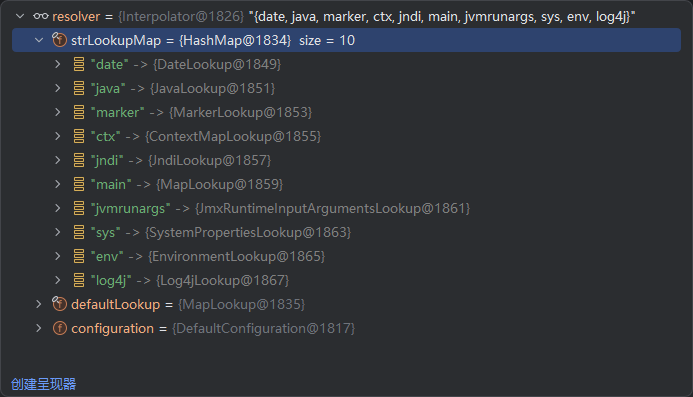 resolver = {Interpolator@1826} "{date, java, marker, ctx, jndi, main, jvmrunargs, sys, env, log4j}"
strLookupMap = {HashMap@1834} size = 10
"date" -> {DateLookup@1849}
"java" -> {JavaLookup@1851}
"marker" -> {MarkerLookup@1853}
"ctx" -> {ContextMapLookup@1855}
"jndi" -> {JndiLookup@1857}
"main" -> {MapLookup@1859}
"jvmrunargs" -> {JmxRuntimeInputArgumentsLookup@1861}
"sys" -> {SystemPropertiesLookup@1863}
"env" -> {EnvironmentLookup@1865}
"log4j" -> {Log4jLookup@1867}
defaultLookup = {MapLookup@1835}
configuration = {DefaultConfiguration@1817}
创建呈现器